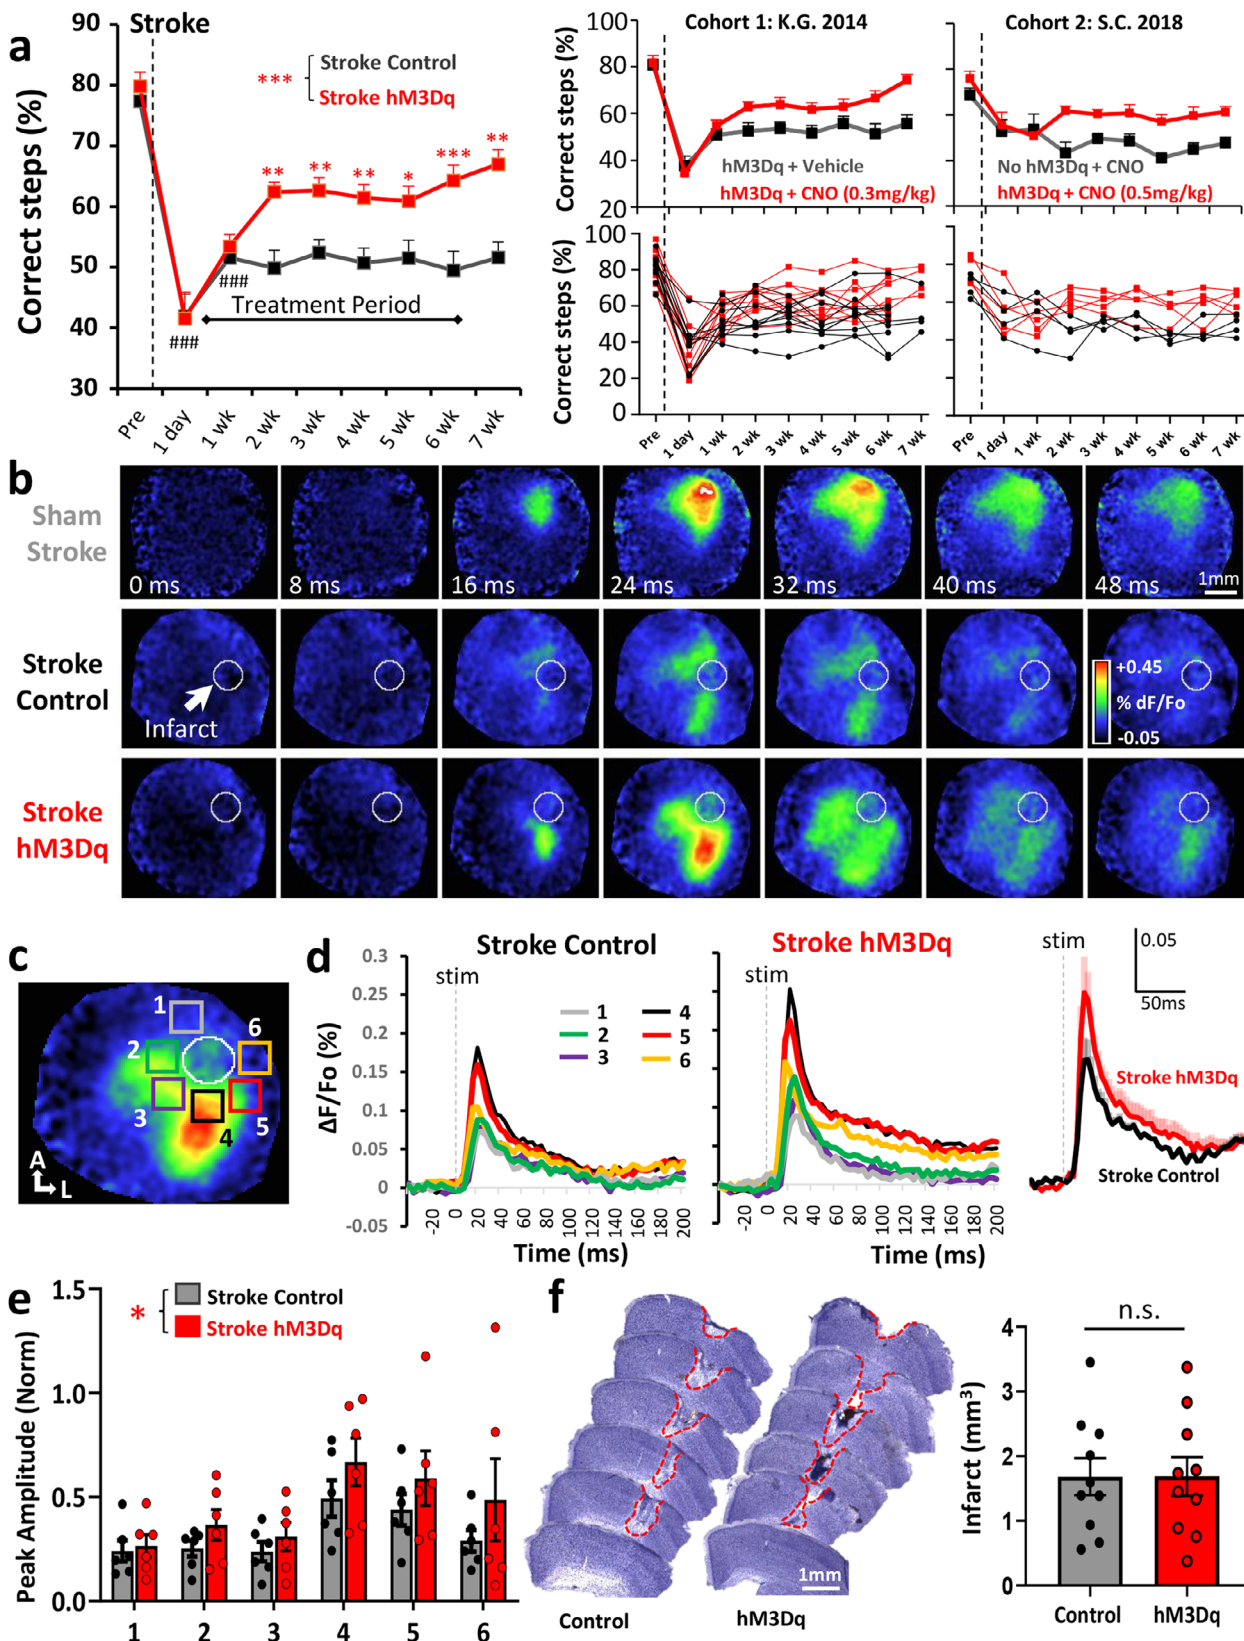 a
Stroke
Stroke Control
***
Stroke hM3Dq
Correct steps (%)
90
80
70
60
50
40
30
** ** ** * *** **
###
###
Treatment Period
Pre 1 day 1 wk 2 wk 3 wk 4 wk 5 wk 6 wk 7 wk
Cohort 1: K.G. 2014
Correct steps (%)
100
80
60
40
20
hM3Dq + Vehicle
hM3Dq + CNO (0.3mg/kg)
Cohort 2: S.C. 2018
No hM3Dq + CNO
hM3Dq + CNO (0.5mg/kg)
Correct steps (%)
100
80
60
40
20
0
Pre 1 day 1 wk 2 wk 3 wk 4 wk 5 wk 6 wk 7 wk
Pre 1 day 1 wk 2 wk 3 wk 4 wk 5 wk 6 wk 7 wk
b
Sham
Stroke
0 ms 8 ms 16 ms 24 ms 32 ms 40 ms 48 ms
1mm
Stroke
Control
Infarct
+0.45
% dF/Fo
-0.05
Stroke
hM3Dq
c
1
2
3
4
5
6
A
L
d
Stroke Control
ΔF/Fo (%)
0.3
0.25
0.2
0.15
0.1
0.05
0
-0.05
stim
1 4
2 5
3 6
-20 0 20 40 60 80 100 120 140 160 180 200
Time (ms)
Stroke hM3Dq
stim
-20 0 20 40 60 80 100 120 140 160 180 200
Time (ms)
stim
0.05
50ms
Stroke hM3Dq
Stroke Control
e
Peak Amplitude (Norm)
1.5
1.0
0.5
0.0
*
Stroke Control
Stroke hM3Dq
1 2 3 4 5 6
f
1mm
Control hM3Dq
n.s.
Infarct (mm³)
4
3
2
1
0
Control hM3Dq